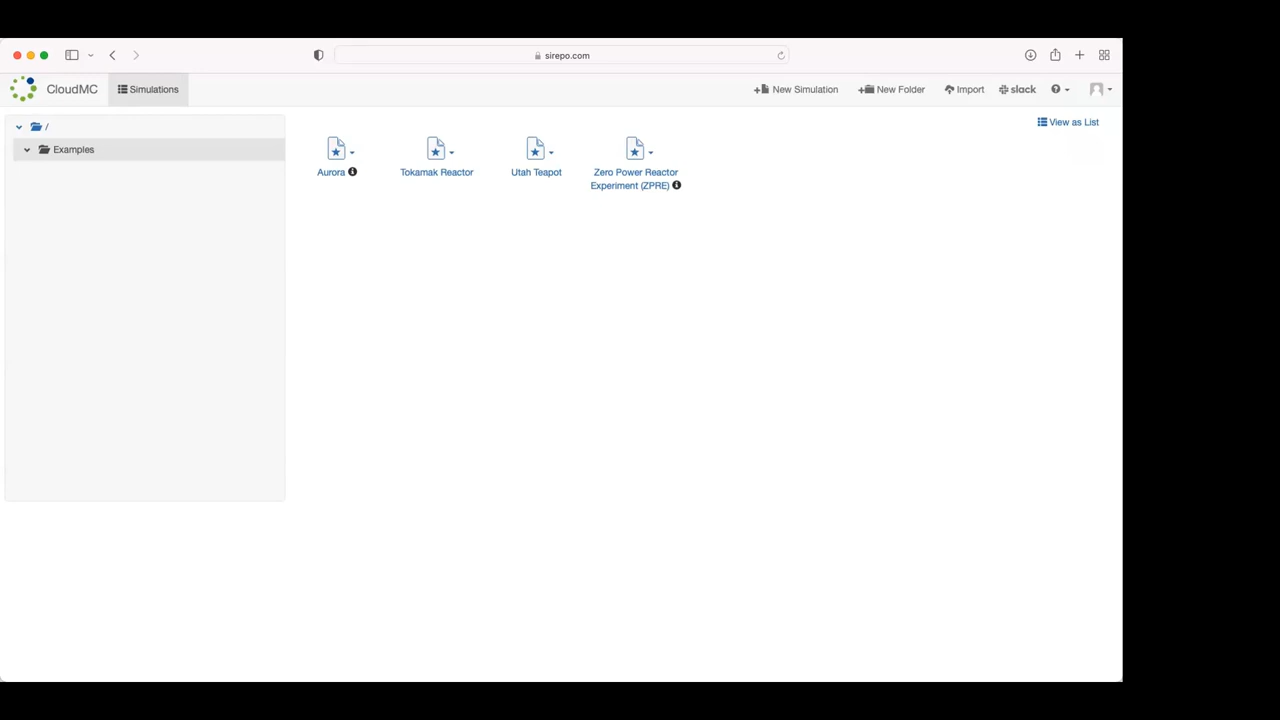 sirepo.com
CloudMC
Simulations
New Simulation
New Folder
Import
slack
/
Examples
View as List
Aurora
Tokamak Reactor
Utah Teapot
Zero Power Reactor
Experiment (ZPRE)